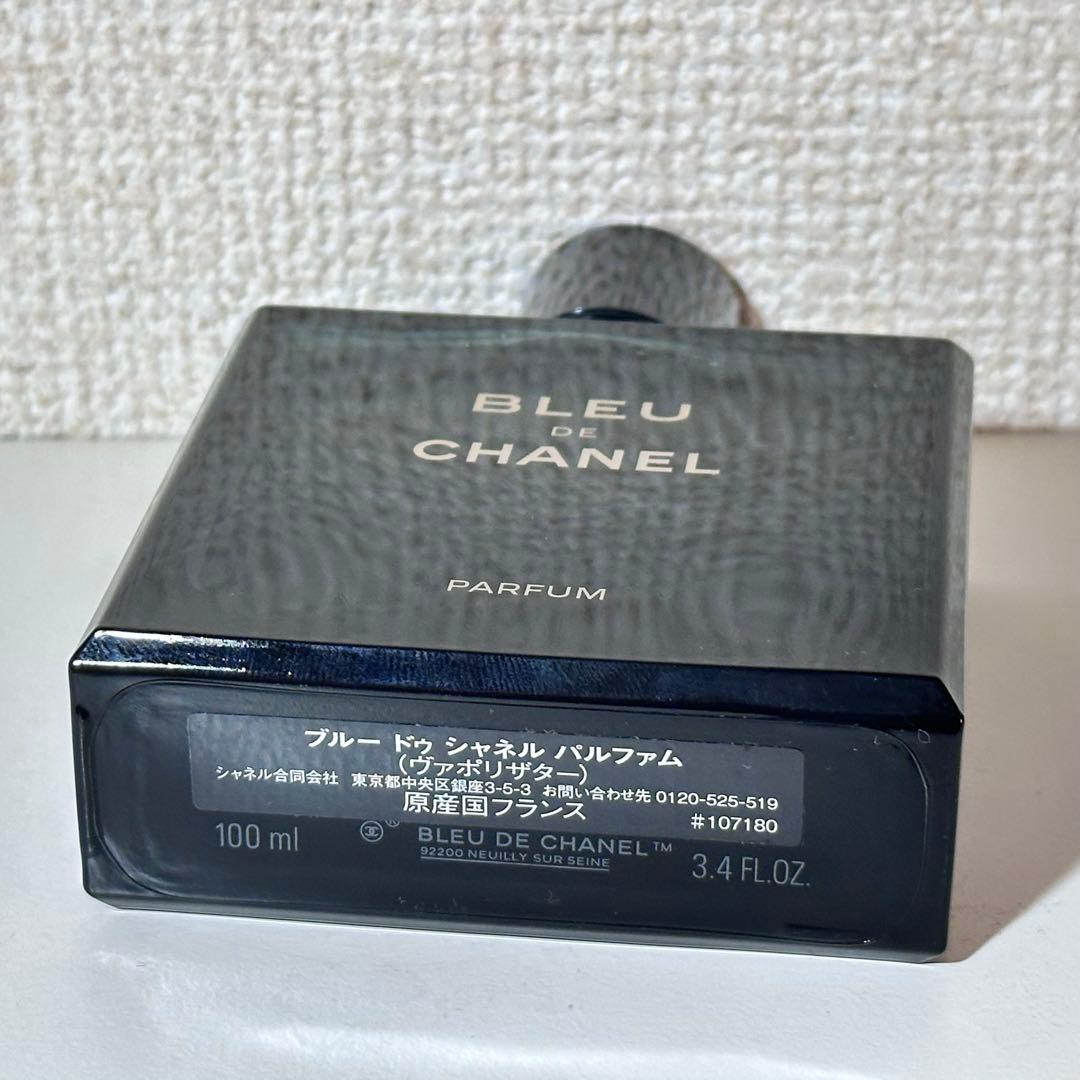 BLEU
DE
CHANEL
PARFUM
ブルー ドゥ シャネル パルファム
(ヴァポリザター)
シャネル合同会社 東京都中央区銀座3-5-3 お問い合わせ先 0120-525-519
原産国フランス #107180
100 ml
®
BLEU DE CHANEL™
92200 NEUILLY SUR SEINE
3.4 FL.OZ.